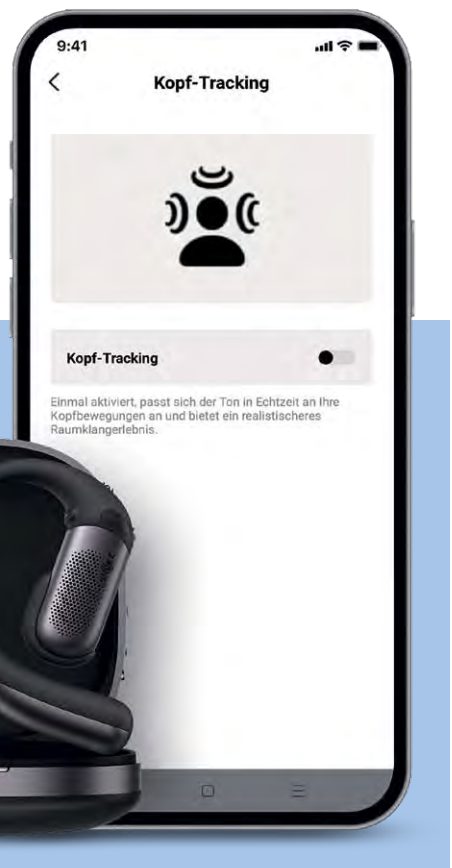 9:41
Kopf-Tracking
Kopf-Tracking
Einmal aktiviert, passt sich der Ton in Echtzeit an Ihre
Kopfbewegungen an und bietet ein realistischeres
Raumklangerlebnis.